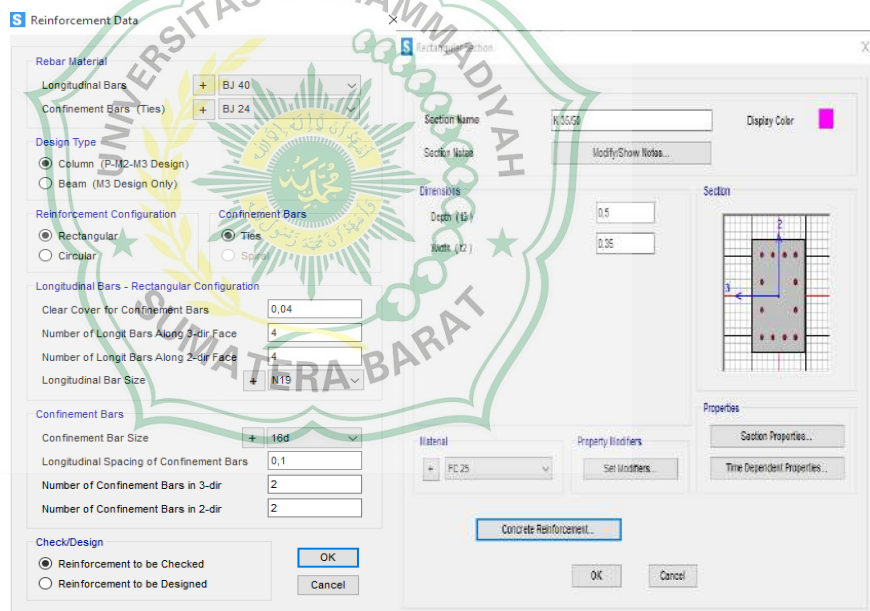 Reinforcement Data
Rebar Material
Longitudinal Bars
+
BJ 40
Confinement Bars (Ties)
+
BJ 24
Design Type
Column (P-M2-M3 Design)
Beam (M3 Design Only)
Reinforcement Configuration
Rectangular
Circular
Confinement Bars
Ties
Spiral
Longitudinal Bars - Rectangular Configuration
Clear Cover for Confinement Bars
0,04
Number of Longit Bars Along 3-dir Face
4
Number of Longit Bars Along 2-dir Face
4
Longitudinal Bar Size
+
N19
Confinement Bars
Confinement Bar Size
+
16d
Longitudinal Spacing of Confinement Bars
0,1
Number of Confinement Bars in 3-dir
2
Number of Confinement Bars in 2-dir
2
Check/Design
Reinforcement to be Checked
Reinforcement to be Designed
OK
Cancel
Rectangular Section
Section Name
K 35/50
Display Color
Section Notes
Modify/Show Notes...
Dimensions
Depth (t3)
0,5
Width (t2)
0,35
Section
2
3
Properties
Section Properties...
Time Dependent Properties...
Material
+
FC 25
Property Modifiers
Set Modifiers...
Concrete Reinforcement...
OK
Cancel
UNIVERSITAS MUHAMMADIYAH
SUMATERA BARAT